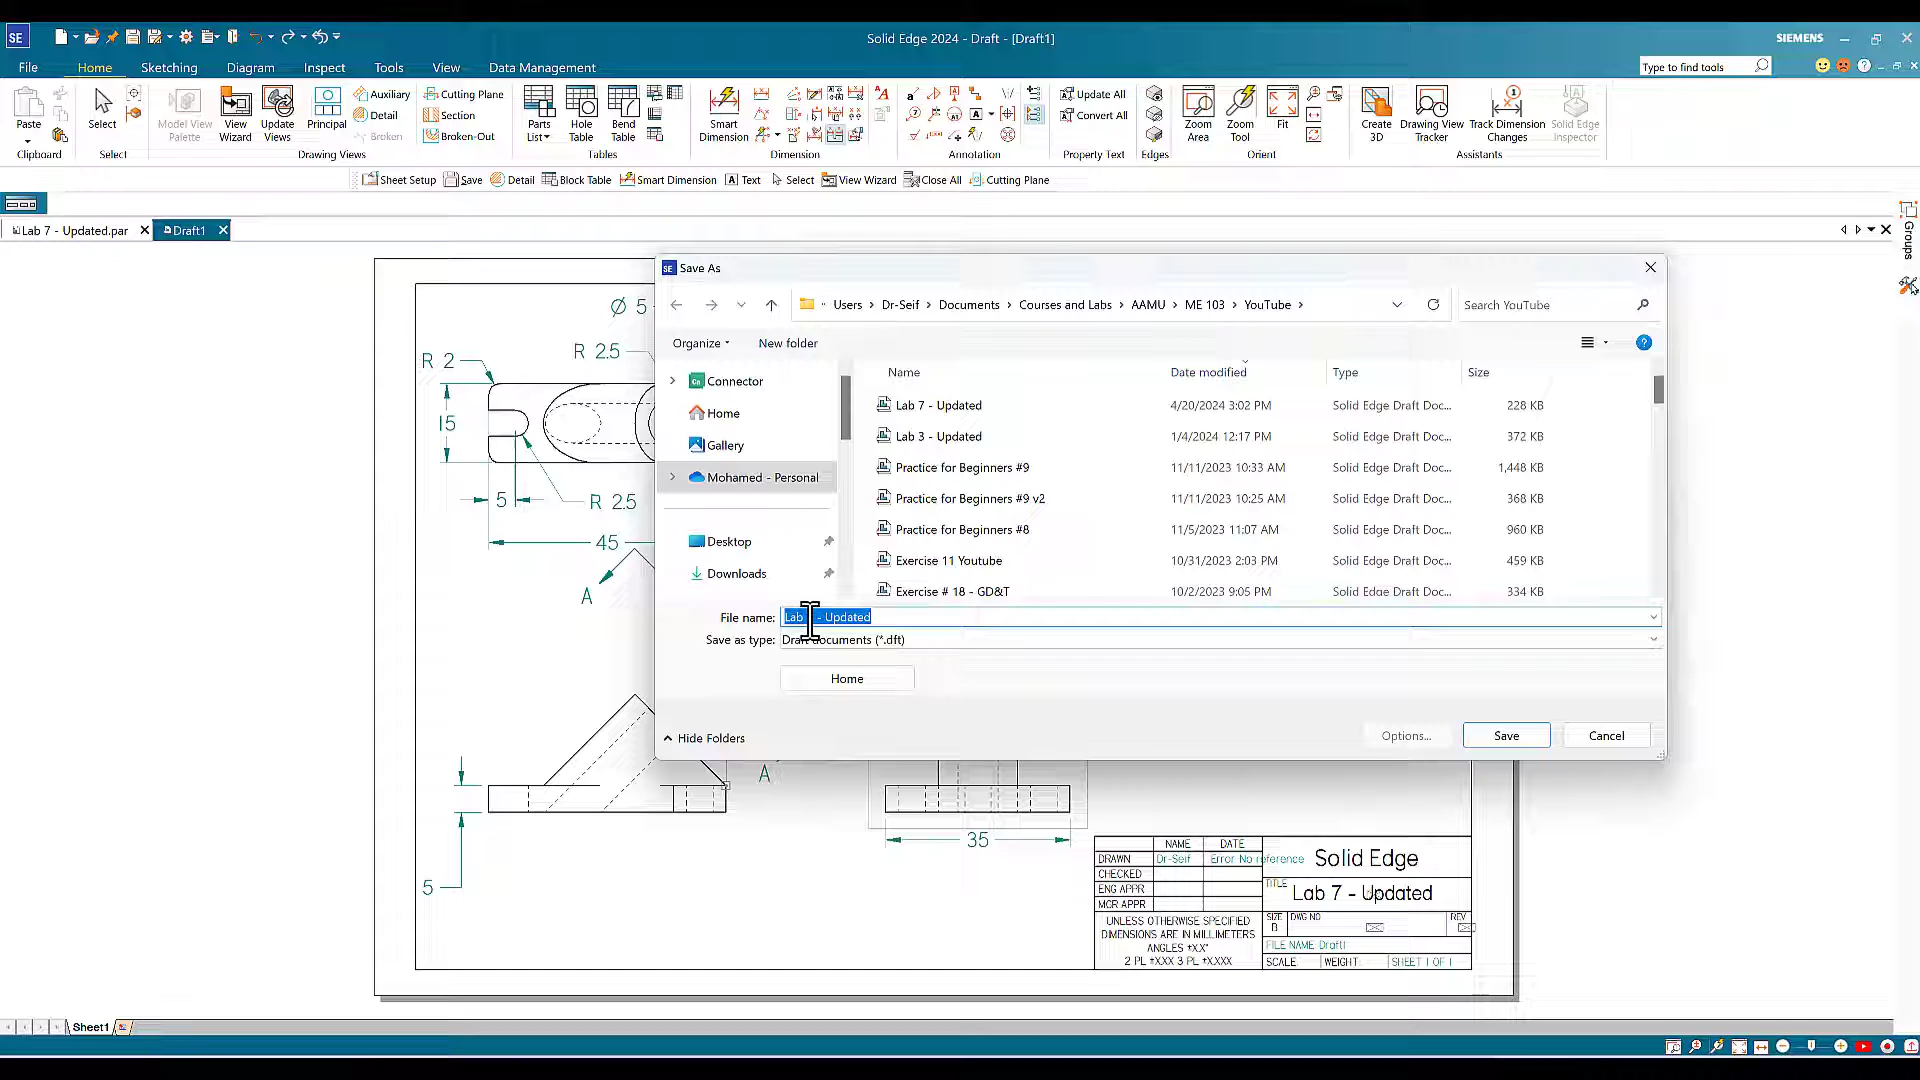 SE
Solid Edge 2024 - Draft - [Draft1]
SIEMENS
File Home Sketching Diagram Inspect Tools View Data Management
Type to find tools
Paste
Clipboard
Select
Select
Model View Palette
View Wizard
Update Views
Principal
Auxiliary
Detail
Broken
Cutting Plane
Section
Broken-Out
Drawing Views
Parts List
Hole Table
Bend Table
Tables
Smart Dimension
Dimension
Annotation
Update All
Convert All
Property Text
Edges
Zoom Area
Zoom Tool
Fit
Orient
Create 3D
Drawing View Tracker
Track Dimension Changes
Solid Edge Inspector
Assistants
Sheet Setup Save Detail Block Table Smart Dimension Text Select View Wizard Close All Cutting Plane
Lab 7 - Updated.par
Draft1
Groups
SE Save As
Users > Dr-Seif > Documents > Courses and Labs > AAMU > ME 103 > YouTube >
Search YouTube
Organize
New folder
Connector
Home
Gallery
Mohamed - Personal
Desktop
Downloads
Name Date modified Type Size
Lab 7 - Updated 4/20/2024 3:02 PM Solid Edge Draft Doc... 228 KB
Lab 3 - Updated 1/4/2024 12:17 PM Solid Edge Draft Doc... 372 KB
Practice for Beginners #9 11/11/2023 10:33 AM Solid Edge Draft Doc... 1,448 KB
Practice for Beginners #9 v2 11/11/2023 10:25 AM Solid Edge Draft Doc... 368 KB
Practice for Beginners #8 11/5/2023 11:07 AM Solid Edge Draft Doc... 960 KB
Exercise 11 Youtube 10/31/2023 2:03 PM Solid Edge Draft Doc... 459 KB
Exercise # 18 - GD&T 10/2/2023 9:05 PM Solid Edge Draft Doc... 334 KB
File name: Lab - Updated
Save as type: Draft documents (*.dft)
Home
Hide Folders
Options...
Save
Cancel
Ø 5
R 2
R 2.5
15
5
R 2.5
45
A
A
35
5
NAME DATE
DRAWN Dr-Seif Error No reference
CHECKED
ENG APPR
MGR APPR
UNLESS OTHERWISE SPECIFIED
DIMENSIONS ARE IN MILLIMETERS
ANGLES ±X.X°
2 PL ±X.XX 3 PL ±X.XXX
Solid Edge
TITLE
Lab 7 - Updated
SIZE
B
DWG NO
REV
FILE NAME Draft1
SCALE: WEIGHT: SHEET 1 OF 1
Sheet1